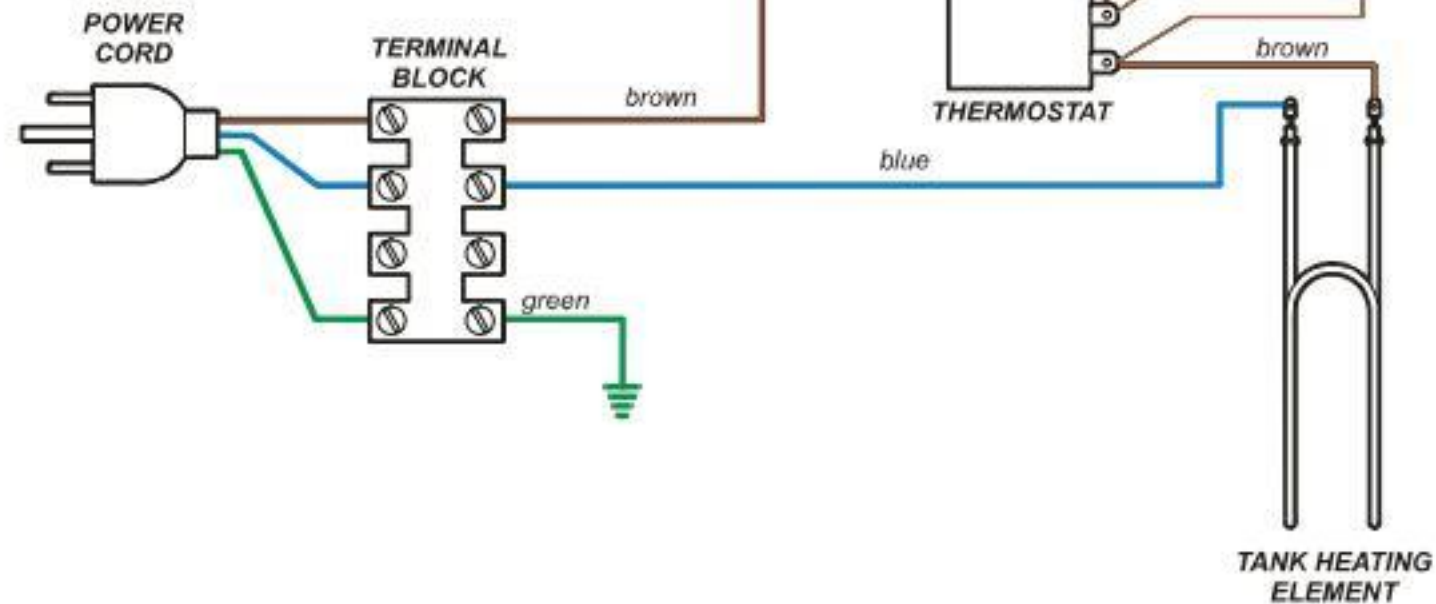 POWER
CORD
TERMINAL
BLOCK
brown
THERMOSTAT
brown
blue
green
TANK HEATING
ELEMENT